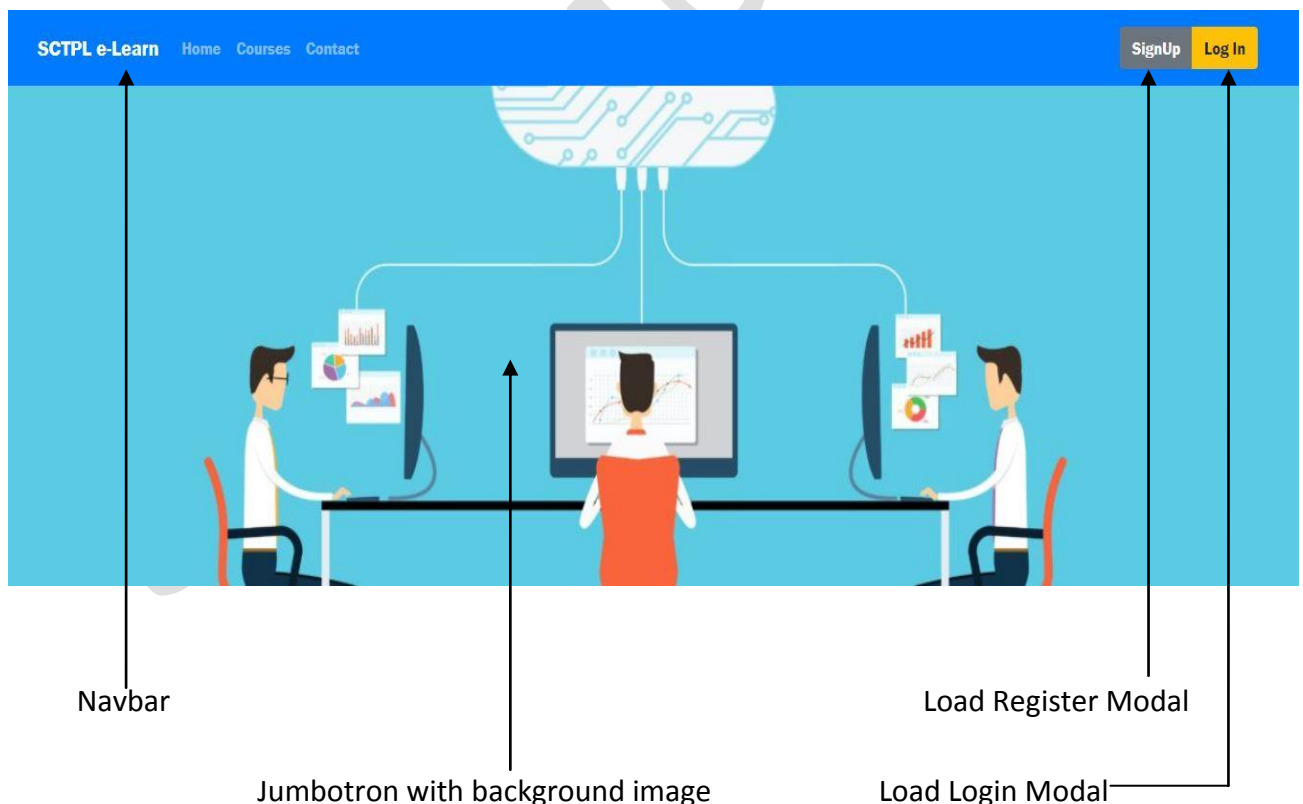 SCTPL e-Learn Home Courses Contact SignUp Log In
Navbar
Load Register Modal
Jumbotron with background image
Load Login Modal